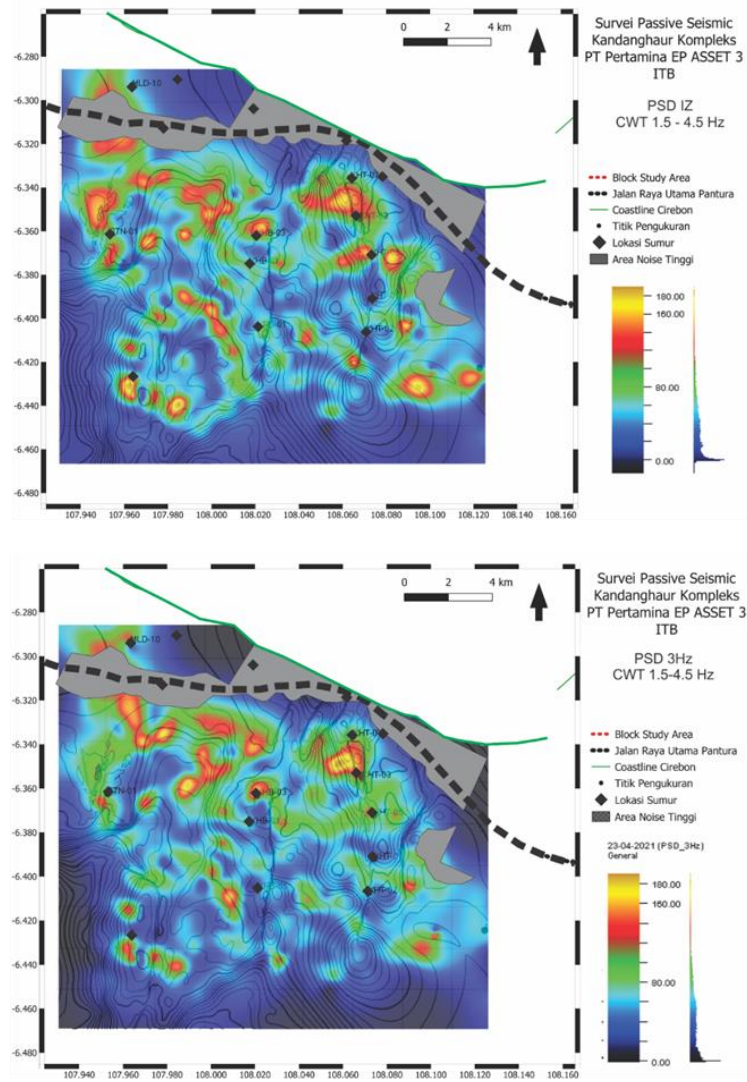 Survei Passive Seismic
Kandanghaur Kompleks
PT Pertamina EP ASSET 3
ITB
PSD IZ
CWT 1.5 - 4.5 Hz
0 2 4 km
Block Study Area
Jalan Raya Utama Pantura
Coastline Cirebon
Titik Pengukuran
Lokasi Sumur
Area Noise Tinggi
180.00
160.00
80.00
0.00
-6.280
-6.300
-6.320
-6.340
-6.360
-6.380
-6.400
-6.420
-6.440
-6.460
-6.480
MLD-10
107.940 107.960 107.980 108.000 108.020 108.040 108.060 108.080 108.100 108.120 108.140 108.160
Survei Passive Seismic
Kandanghaur Kompleks
PT Pertamina EP ASSET 3
ITB
PSD 3Hz
CWT 1.5-4.5 Hz
0 2 4 km
Block Study Area
Jalan Raya Utama Pantura
Coastline Cirebon
Titik Pengukuran
Lokasi Sumur
Area Noise Tinggi
23-04-2021 (PSD_3Hz)
General
160.00
80.00
0.00
-6.280
-6.300
-6.320
-6.340
-6.360
-6.380
-6.400
-6.420
-6.440
-6.460
-6.480
MLD-10
HT-03
107.940 107.960 107.980 108.000 108.020 108.040 108.060 108.080 108.100 108.120 108.140 108.160